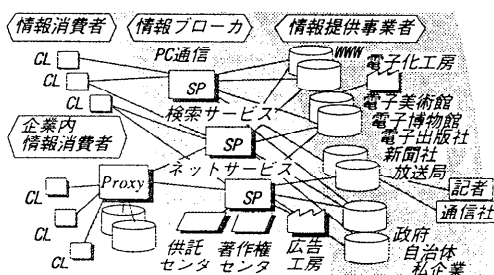 情報消費者
情報ブローカ
情報提供事業者
PC通信
WWW
CL
CL
CL
SP
電子化工房
検索サービス
電子美術館
電子博物館
電子出版社
新聞社
放送局
企業内
情報消費者
SP
ネットサービス
記者
通信社
CL
Proxy
SP
CL
CL
供託
センタ
著作権
センタ
広告
工房
政府
自治体
私企業